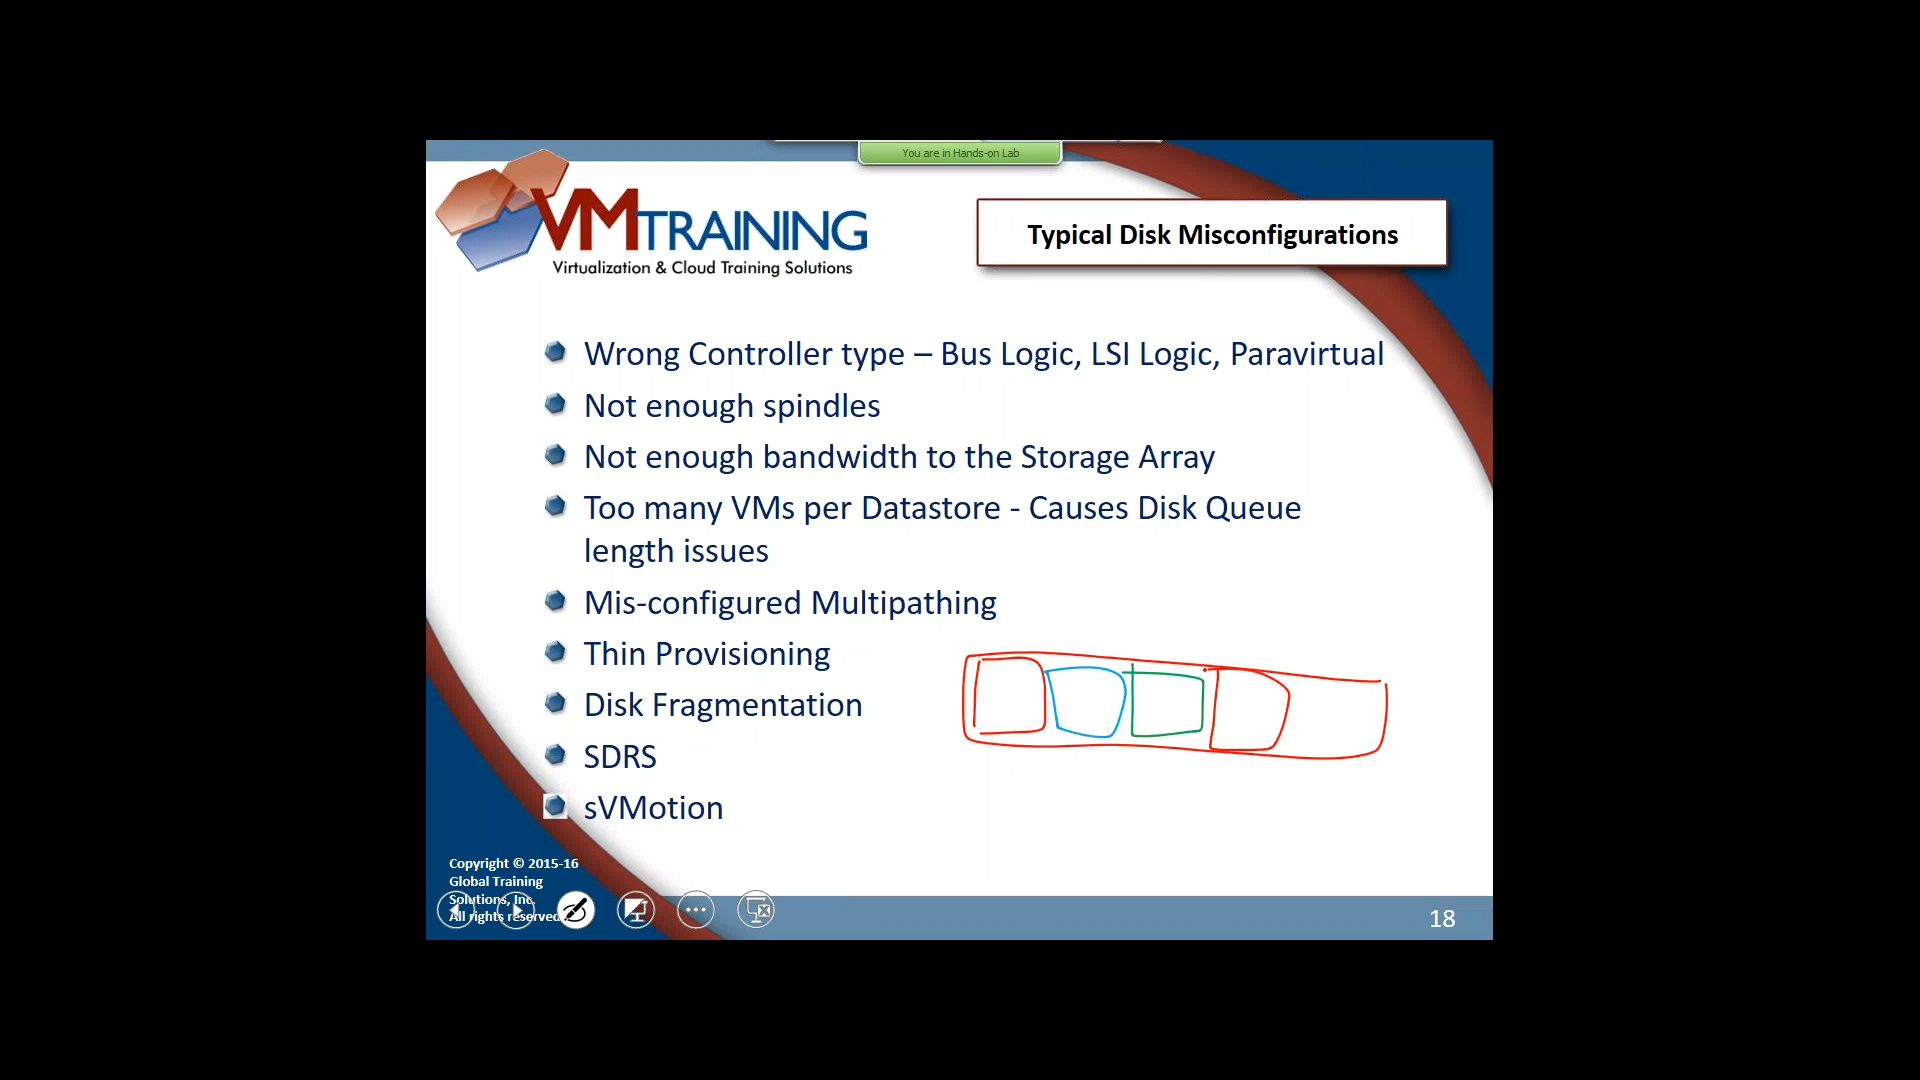 You are in Hands-on Lab
VMTRAINING
Virtualization & Cloud Training Solutions
Typical Disk Misconfigurations
Wrong Controller type – Bus Logic, LSI Logic, Paravirtual
Not enough spindles
Not enough bandwidth to the Storage Array
Too many VMs per Datastore - Causes Disk Queue
length issues
Mis-configured Multipathing
Thin Provisioning
Disk Fragmentation
SDRS
sVMotion
Copyright © 2015-16
Global Training
Solutions, Inc.
All rights reserved.
18